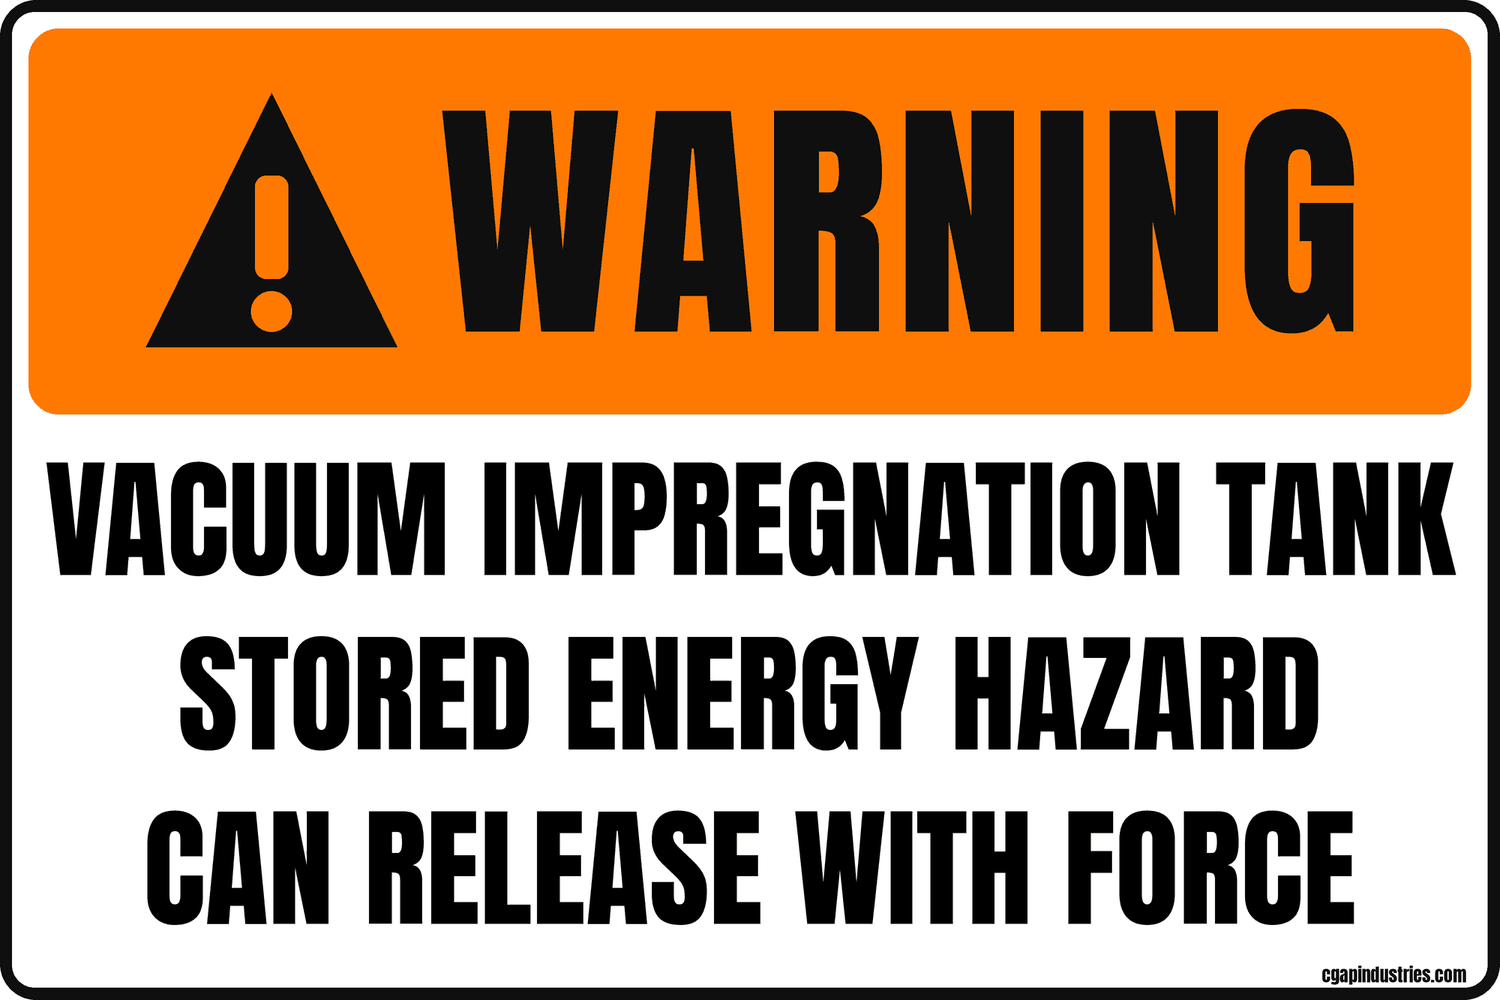 WARNING
VACUUM IMPREGNATION TANK
STORED ENERGY HAZARD
CAN RELEASE WITH FORCE
cgapindustries.com